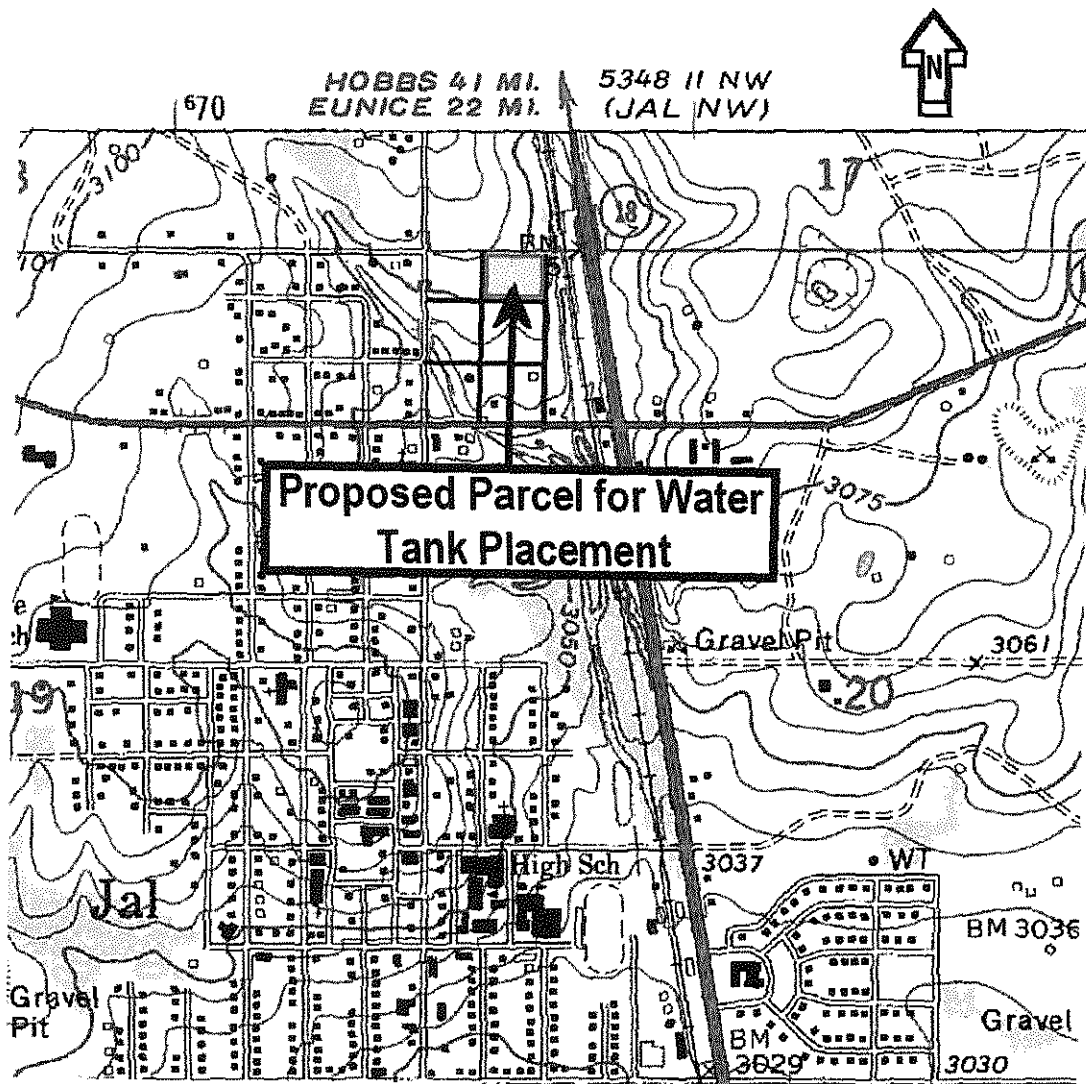 N
HOBBS 41 MI. 5348 II NW
EUNICE 22 MI. (JAL NW)
670
3100
17
18
Proposed Parcel for Water
Tank Placement
3075
3050
Gravel Pit
3061
19
20
3037
WT
High Sch
Jal
BM 3036
Gravel
Pit
Gravel
BM
3029
3030